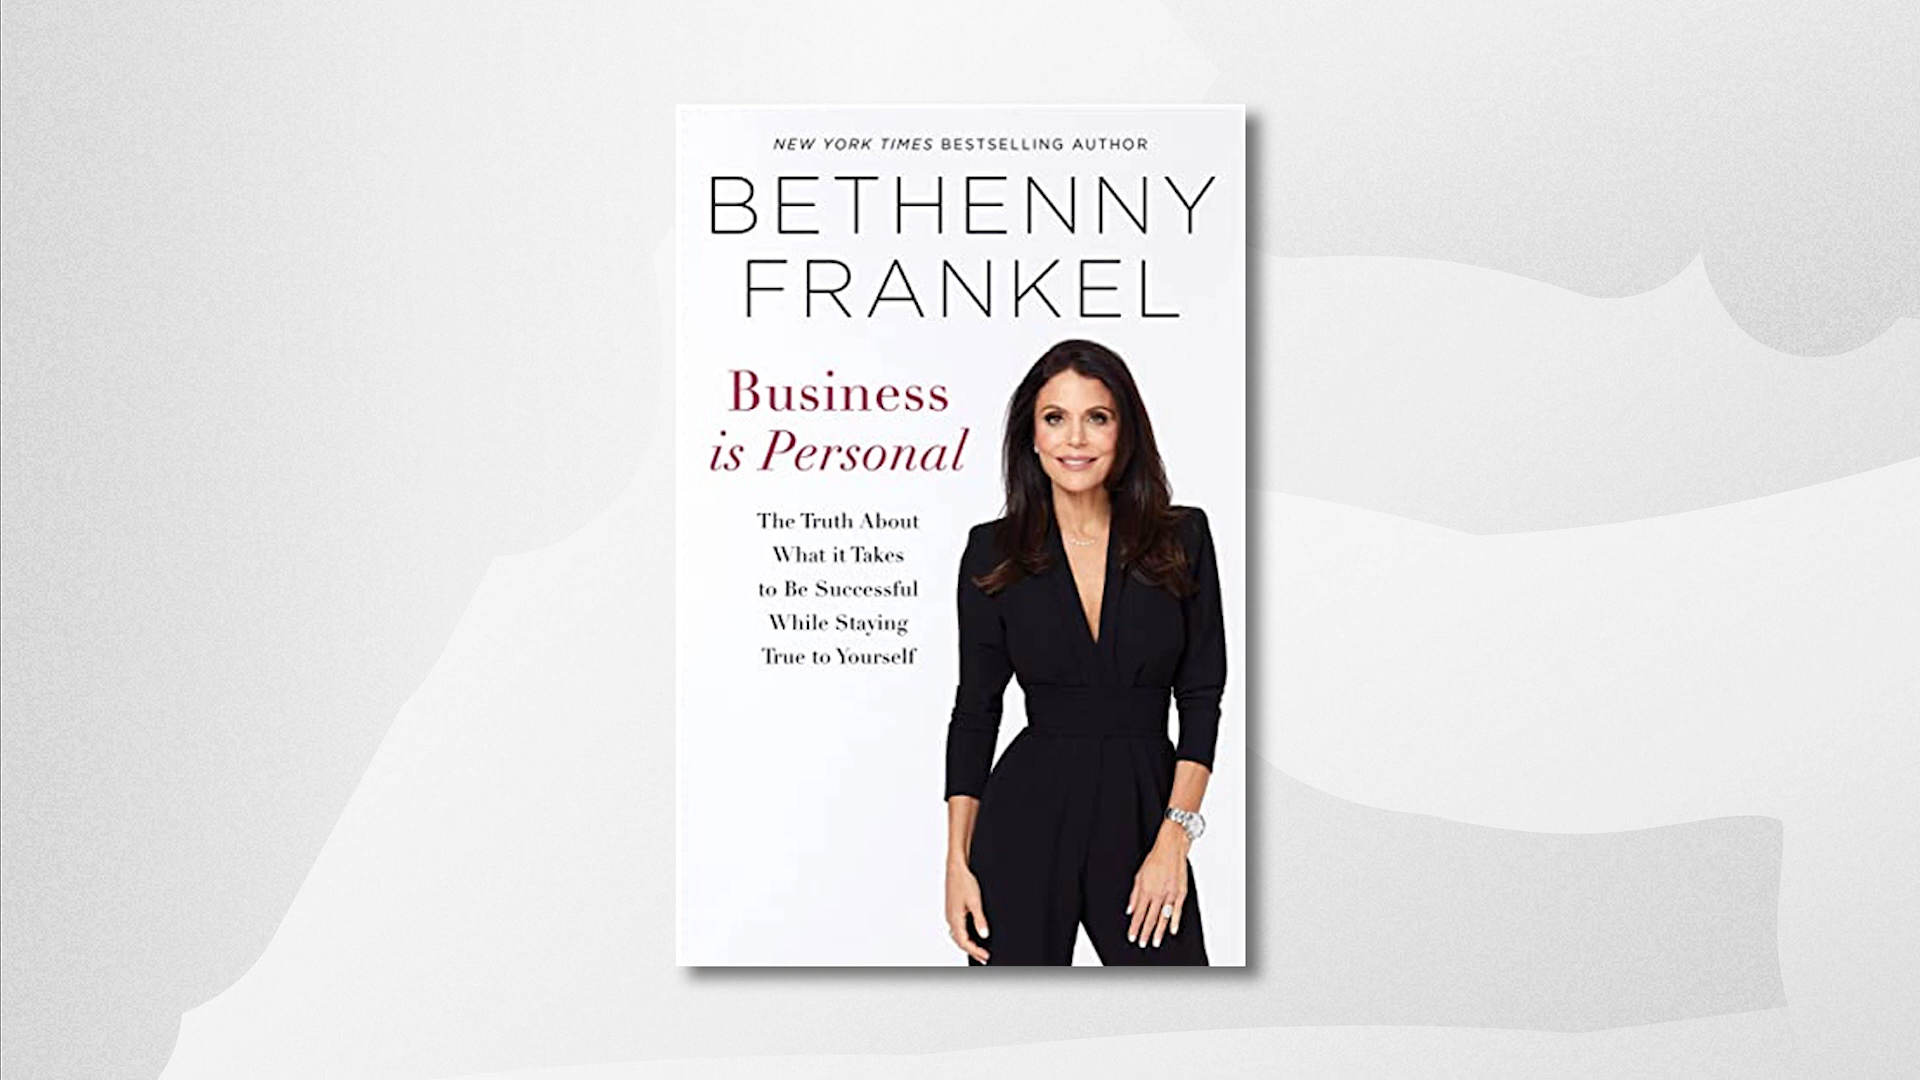 NEW YORK TIMES BESTSELLING AUTHOR
BETHENNY
FRANKEL
Business
is Personal
The Truth About
What it Takes
to Be Successful
While Staying
True to Yourself